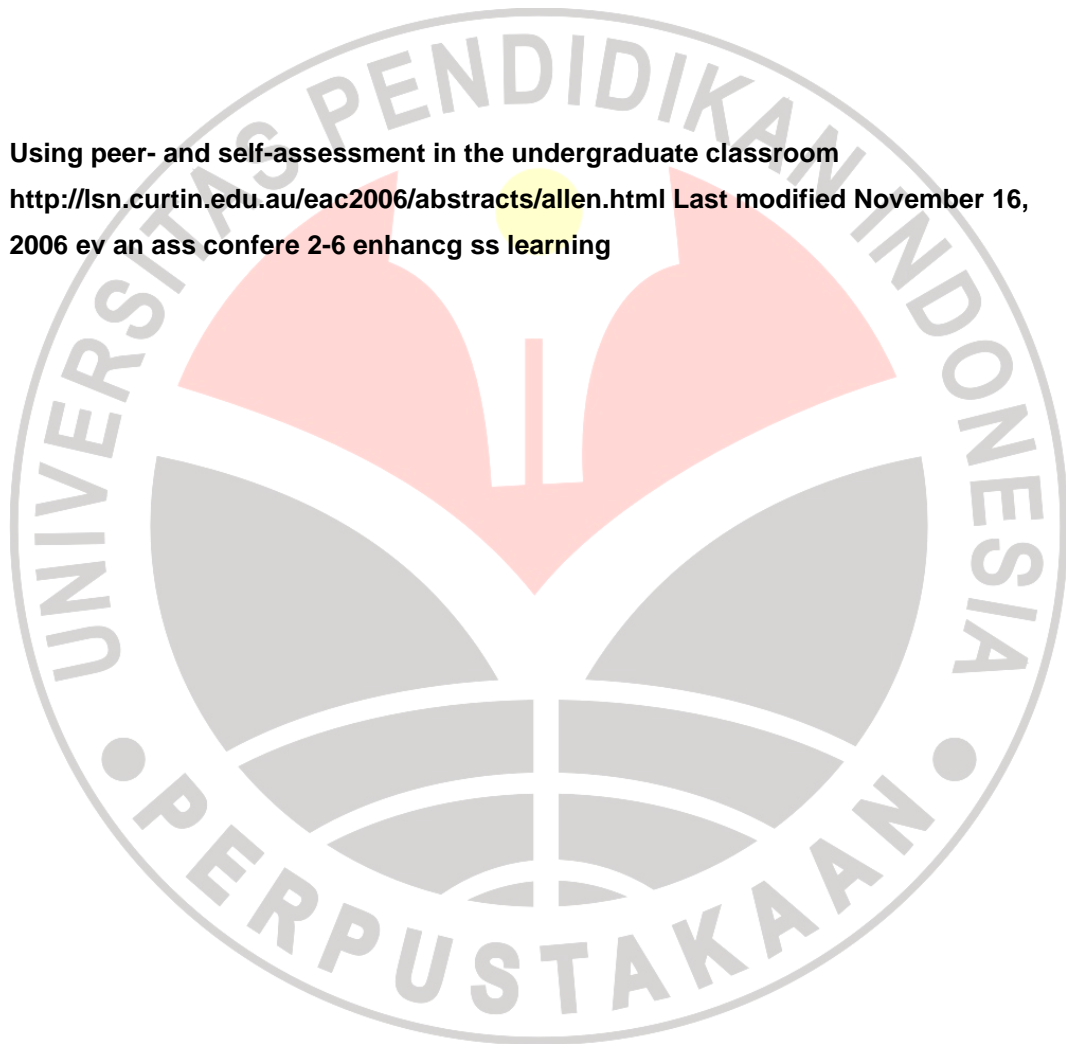 UNIVERSITAS PENDIDIKAN INDONESIA
Using peer- and self-assessment in the undergraduate classroom
http://lsn.curtin.edu.au/eac2006/abstracts/allen.html Last modified November 16,
2006 ev an ass confere 2-6 enhancg ss learning
PERPUSTAKAAN